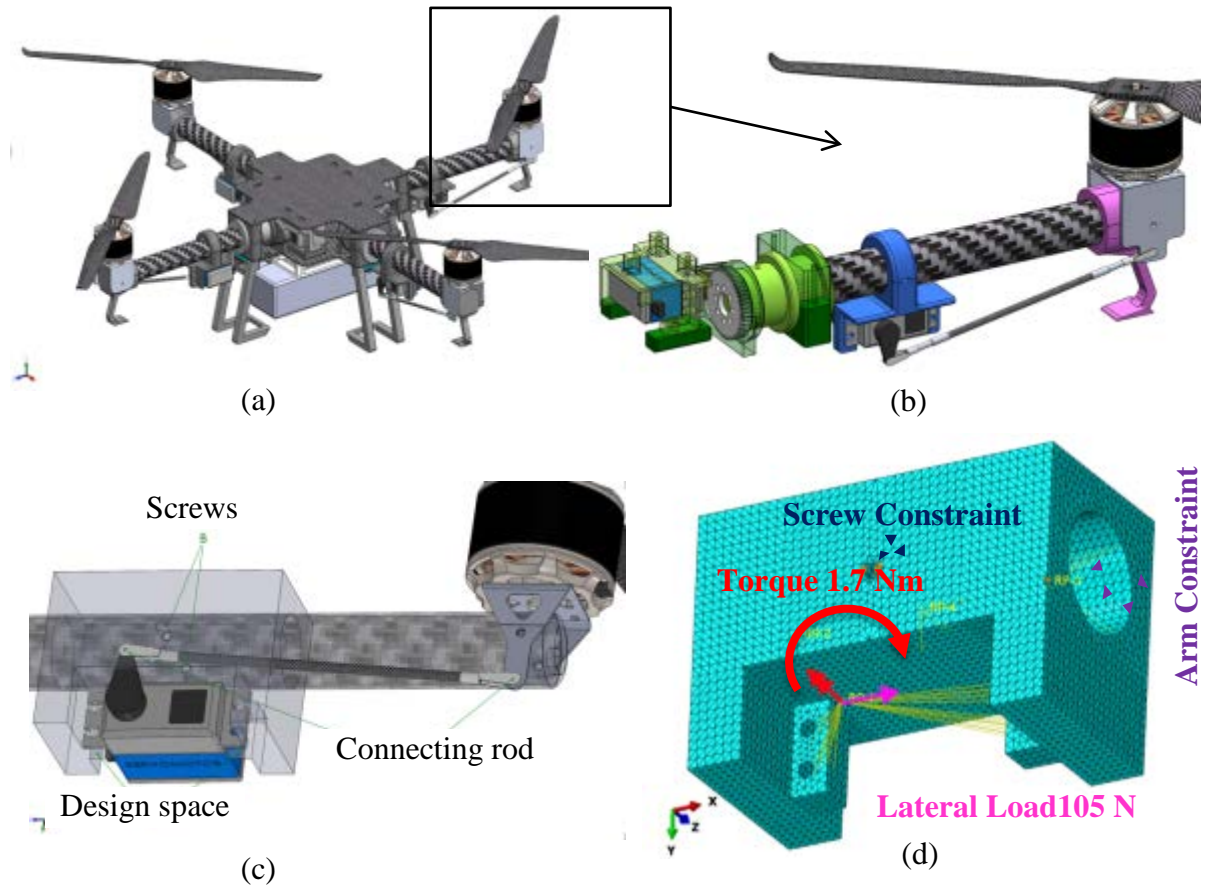 (a)
(b)
Screws
B
Connecting rod
Design space
(c)
Screw Constraint
Torque 1.7 Nm
Arm Constraint
Lateral Load105 N
X
Z
Y
(d)